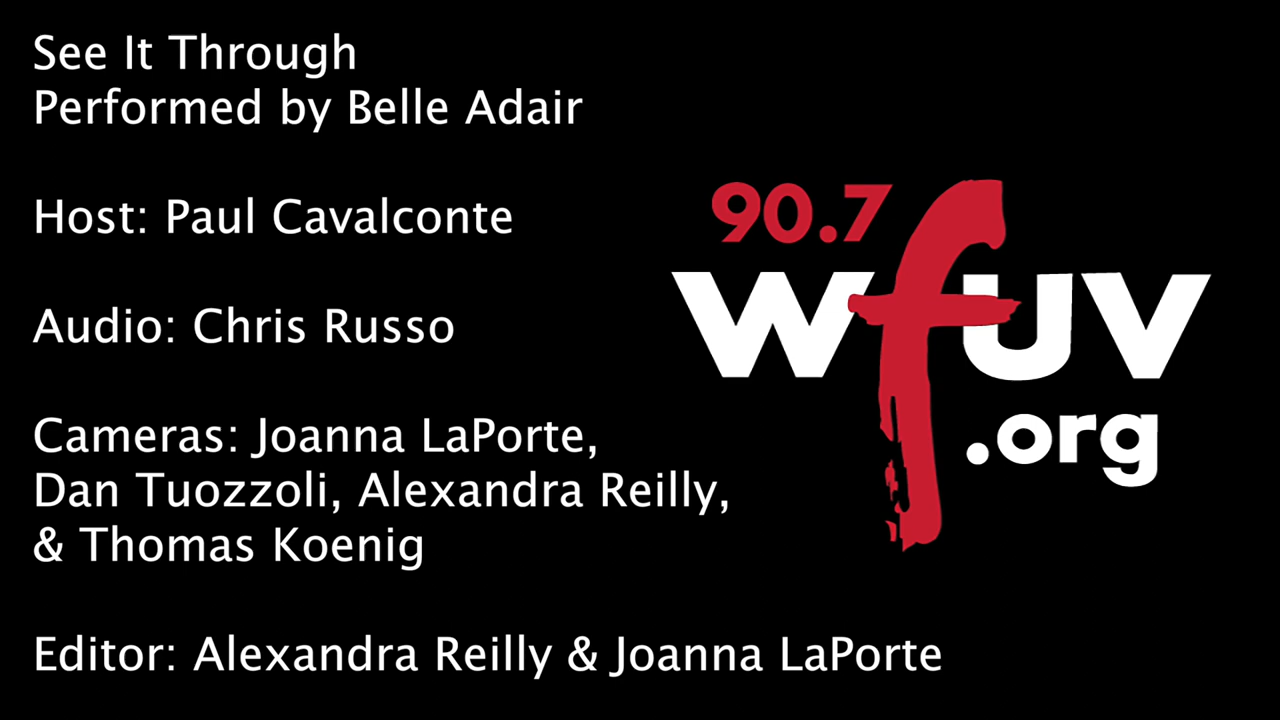 See It Through
Performed by Belle Adair
Host: Paul Cavalconte
Audio: Chris Russo
Cameras: Joanna LaPorte,
Dan Tuozzoli, Alexandra Reilly,
& Thomas Koenig
Editor: Alexandra Reilly & Joanna LaPorte
90.7
wfuv
.org